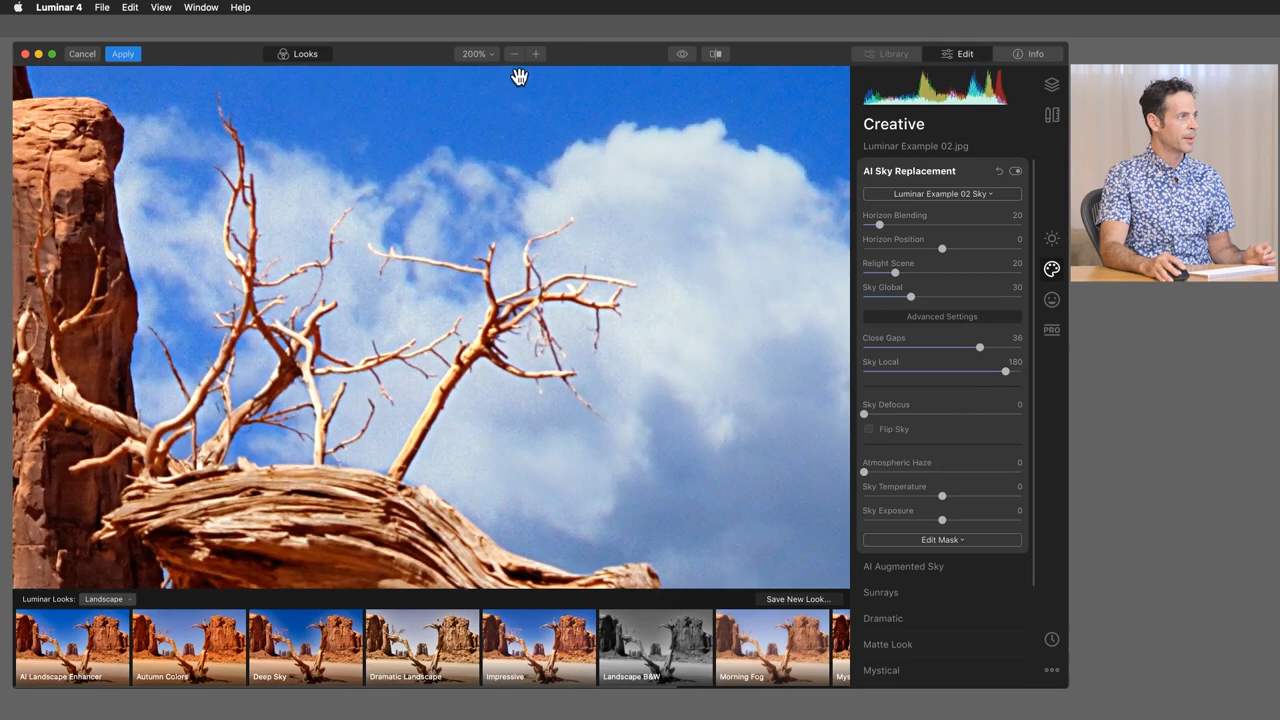 Luminar 4 File Edit View Window Help
Cancel Apply Looks 200% Library Edit Info
Creative
Luminar Example 02.jpg
AI Sky Replacement
Luminar Example 02 Sky
Horizon Blending 20
Horizon Position 0
Relight Scene 20
Sky Global 30
Advanced Settings
Close Gaps 36
Sky Local 180
Sky Defocus 0
Flip Sky
Atmospheric Haze 0
Sky Temperature 0
Sky Exposure 0
Edit Mask
AI Augmented Sky
Sunrays
Dramatic
Matte Look
Mystical
PRO
Luminar Looks: Landscape Save New Look...
AI Landscape Enhancer Autumn Colors Deep Sky Dramatic Landscape Impressive Landscape B&W Morning Fog Mys